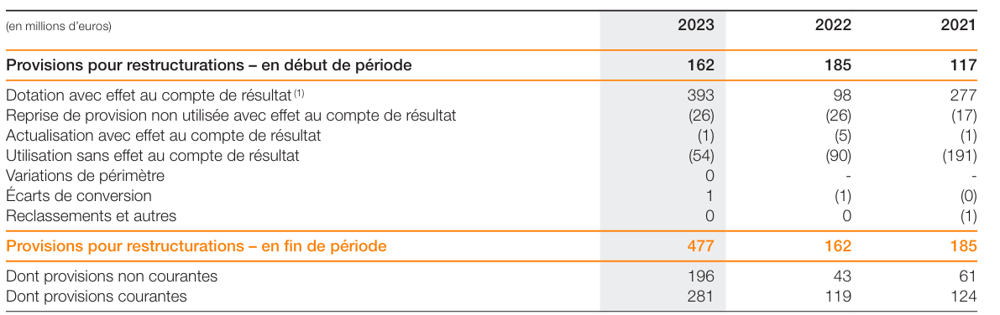 (en millions d'euros) 2023 2022 2021
Provisions pour restructurations – en début de période 162 185 117
Dotation avec effet au compte de résultat (1) 393 98 277
Reprise de provision non utilisée avec effet au compte de résultat (26) (26) (17)
Actualisation avec effet au compte de résultat (1) (5) (1)
Utilisation sans effet au compte de résultat (54) (90) (191)
Variations de périmètre 0 - -
Écarts de conversion 1 (1) (0)
Reclassements et autres 0 0 (1)
Provisions pour restructurations – en fin de période 477 162 185
Dont provisions non courantes 196 43 61
Dont provisions courantes 281 119 124